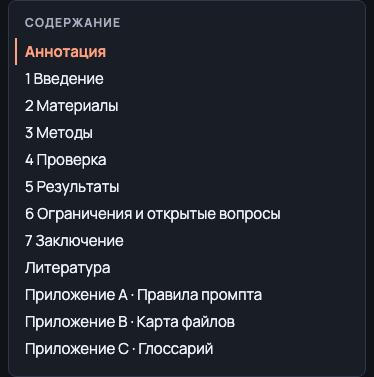 СОДЕРЖАНИЕ
Аннотация
1 Введение
2 Материалы
3 Методы
4 Проверка
5 Результаты
6 Ограничения и открытые вопросы
7 Заключение
Литература
Приложение A · Правила промпта
Приложение B · Карта файлов
Приложение C · Глоссарий